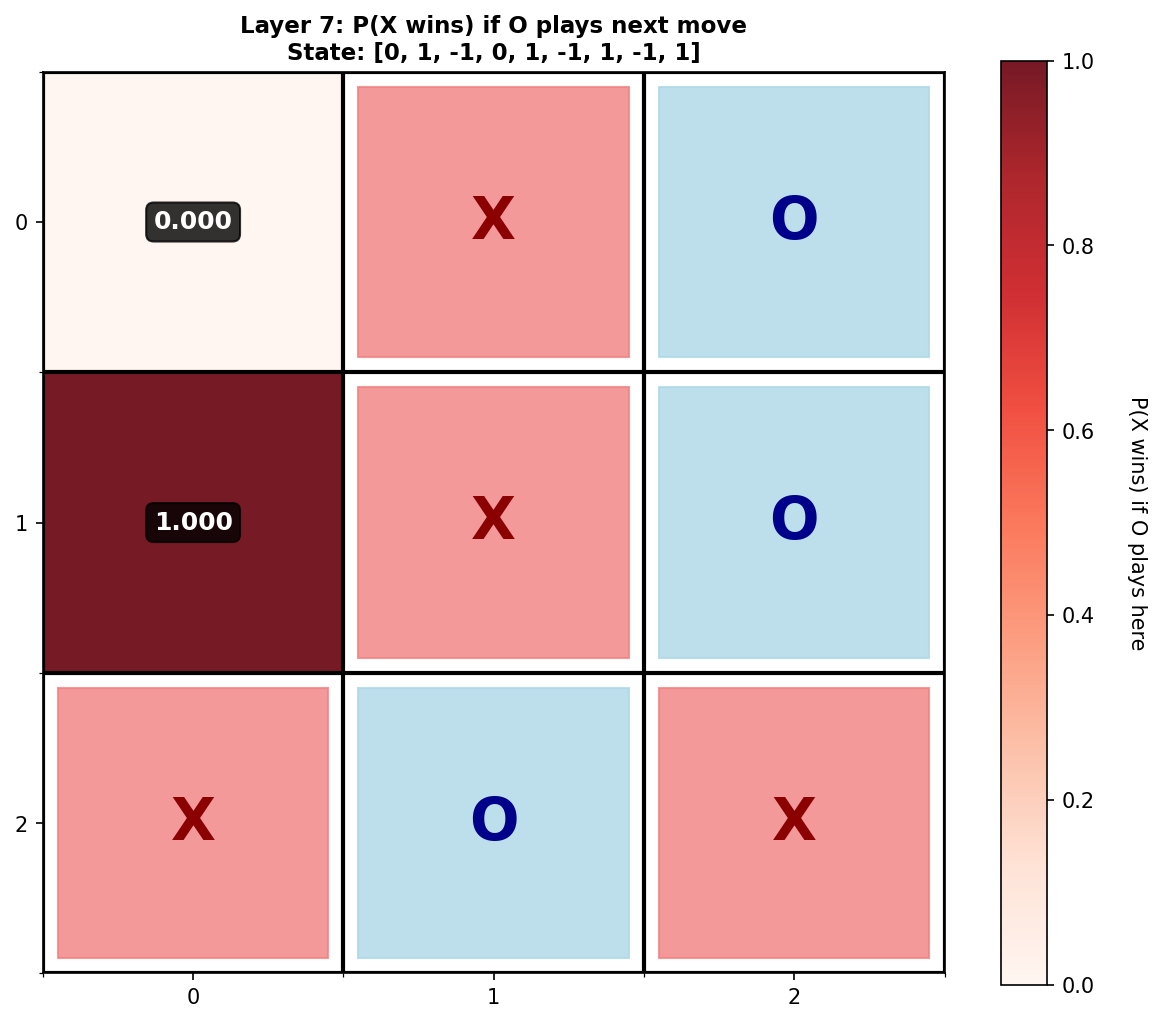 Layer 7: P(X wins) if O plays next move
State: [0, 1, -1, 0, 1, -1, 1, -1, 1]
0
0.000
X
O
1
1.000
X
O
2
X
O
X
0
1
2
1.0
0.8
0.6
0.4
0.2
0.0
P(X wins) if O plays here